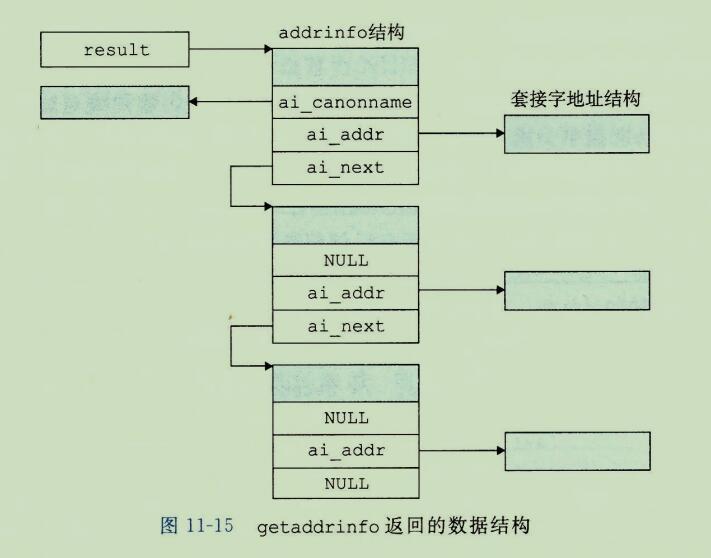 addrinfo结构
result
ai_canonname
套接字地址结构
ai_addr
ai_next
NULL
ai_addr
ai_next
NULL
ai_addr
NULL
图 11-15 getaddrinfo 返回的数据结构